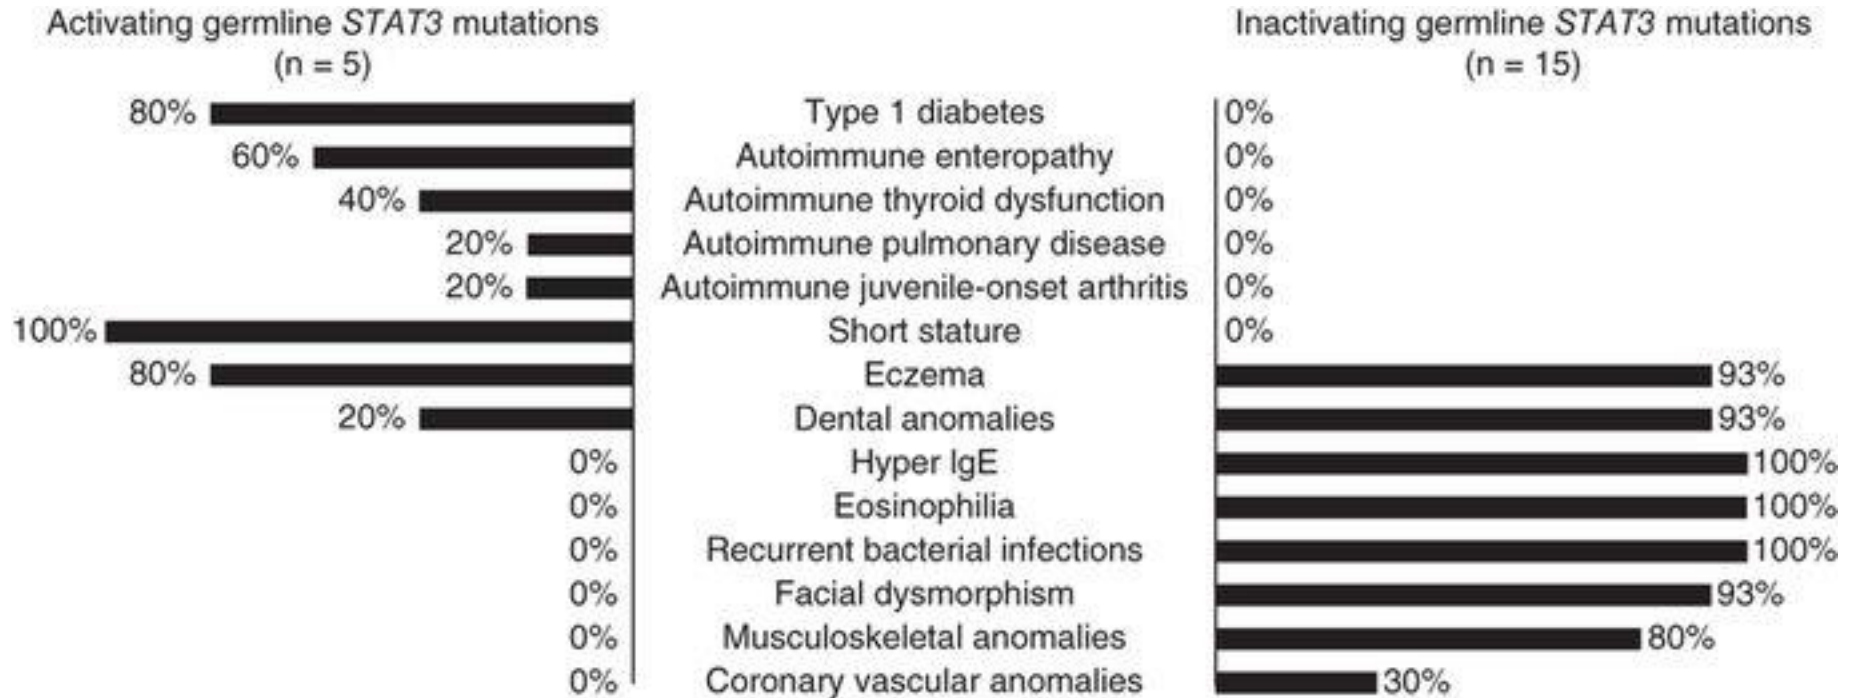 Activating germline STAT3 mutations
(n = 5)
Inactivating germline STAT3 mutations
(n = 15)
80% Type 1 diabetes 0%
60% Autoimmune enteropathy 0%
40% Autoimmune thyroid dysfunction 0%
20% Autoimmune pulmonary disease 0%
20% Autoimmune juvenile-onset arthritis 0%
100% Short stature 0%
80% Eczema 93%
20% Dental anomalies 93%
0% Hyper IgE 100%
0% Eosinophilia 100%
0% Recurrent bacterial infections 100%
0% Facial dysmorphism 93%
0% Musculoskeletal anomalies 80%
0% Coronary vascular anomalies 30%